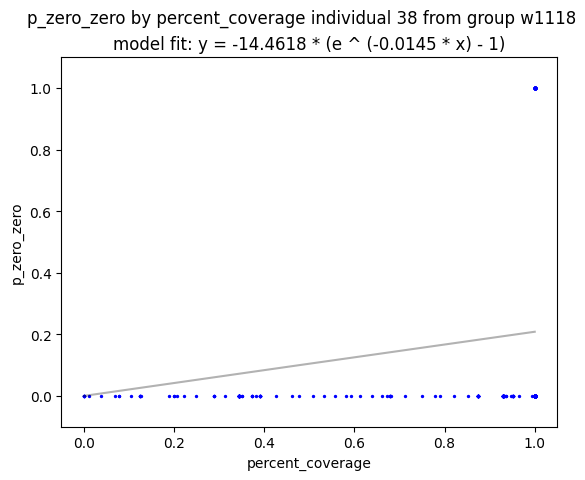 p_zero_zero by percent_coverage individual 38 from group w1118
model fit: y = -14.4618 * (e ^ (-0.0145 * x) - 1)
1.0
0.8
0.6
0.4
0.2
0.0
p_zero_zero
0.0 0.2 0.4 0.6 0.8 1.0
percent_coverage